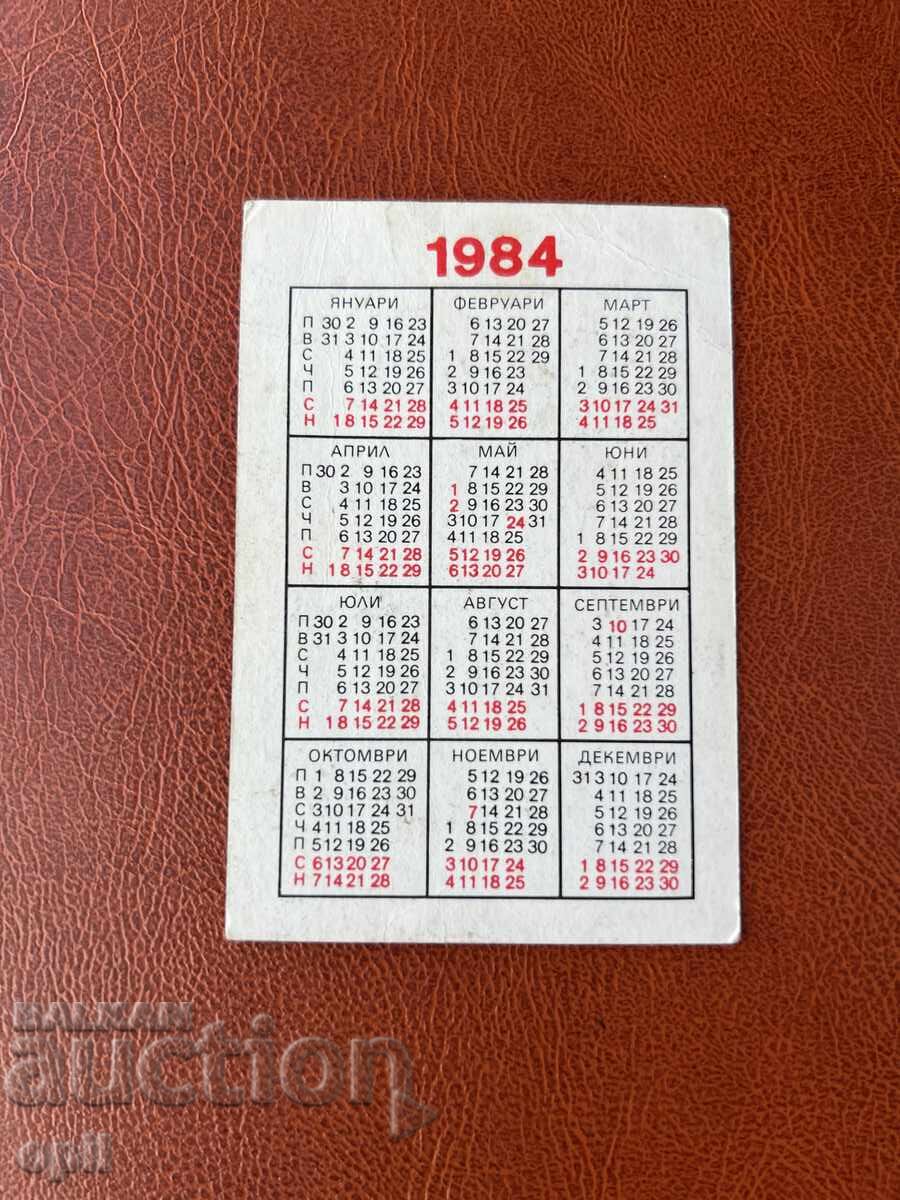 1984
ЯНУАРИ ФЕВРУАРИ МАРТ
П 30 2 9 16 23 6 13 20 27 5 12 19 26
В 31 3 10 17 24 7 14 21 28 6 13 20 27
С 4 11 18 25 1 8 15 22 29 7 14 21 28
Ч 5 12 19 26 2 9 16 23 1 8 15 22 29
П 6 13 20 27 3 10 17 24 2 9 16 23 30
С 7 14 21 28 4 11 18 25 3 10 17 24 31
Н 1 8 15 22 29 5 12 19 26 4 11 18 25
АПРИЛ МАЙ ЮНИ
П 30 2 9 16 23 7 14 21 28 4 11 18 25
В 3 10 17 24 1 8 15 22 29 5 12 19 26
С 4 11 18 25 2 9 16 23 30 6 13 20 27
Ч 5 12 19 26 3 10 17 24 31 7 14 21 28
П 6 13 20 27 4 11 18 25 1 8 15 22 29
С 7 14 21 28 5 12 19 26 2 9 16 23 30
Н 1 8 15 22 29 6 13 20 27 3 10 17 24
ЮЛИ АВГУСТ СЕПТЕМВРИ
П 30 2 9 16 23 6 13 20 27 3 10 17 24
В 31 3 10 17 24 7 14 21 28 4 11 18 25
С 4 11 18 25 1 8 15 22 29 5 12 19 26
Ч 5 12 19 26 2 9 16 23 30 6 13 20 27
П 6 13 20 27 3 10 17 24 31 7 14 21 28
С 7 14 21 28 4 11 18 25 1 8 15 22 29
Н 1 8 15 22 29 5 12 19 26 2 9 16 23 30
ОКТОМВРИ НОЕМВРИ ДЕКЕМВРИ
П 1 8 15 22 29 5 12 19 26 31 3 10 17 24
В 2 9 16 23 30 6 13 20 27 4 11 18 25
С 3 10 17 24 31 7 14 21 28 5 12 19 26
Ч 4 11 18 25 1 8 15 22 29 6 13 20 27
П 5 12 19 26 2 9 16 23 30 7 14 21 28
С 6 13 20 27 3 10 17 24 1 8 15 22 29
Н 7 14 21 28 4 11 18 25 2 9 16 23 30
BALKAN
auction
opil